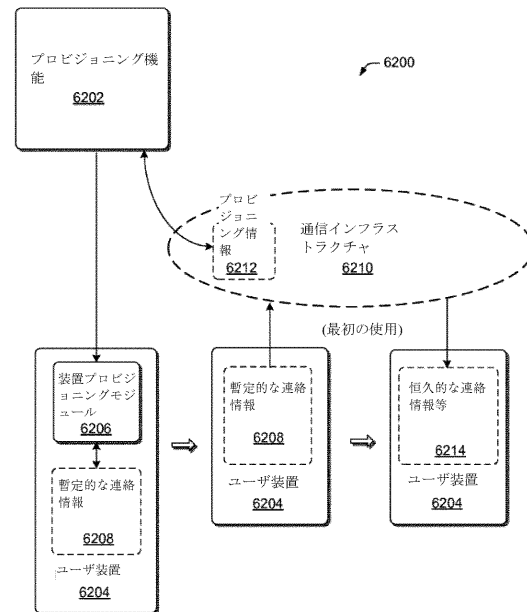 プロビジョニング機
能
6202
6200
プロビ
ジョニ
ング情
報
6212
通信インフラス
トラクチャ
6210
(最初の使用)
装置プロビジ
ョニングモジ
ュール
6206
暫定的な連絡
情報
6208
ユーザ装置
6204
暫定的な連絡
情報
6208
ユーザ装置
6204
恒久的な連絡
情報等
6214
ユーザ装置
6204